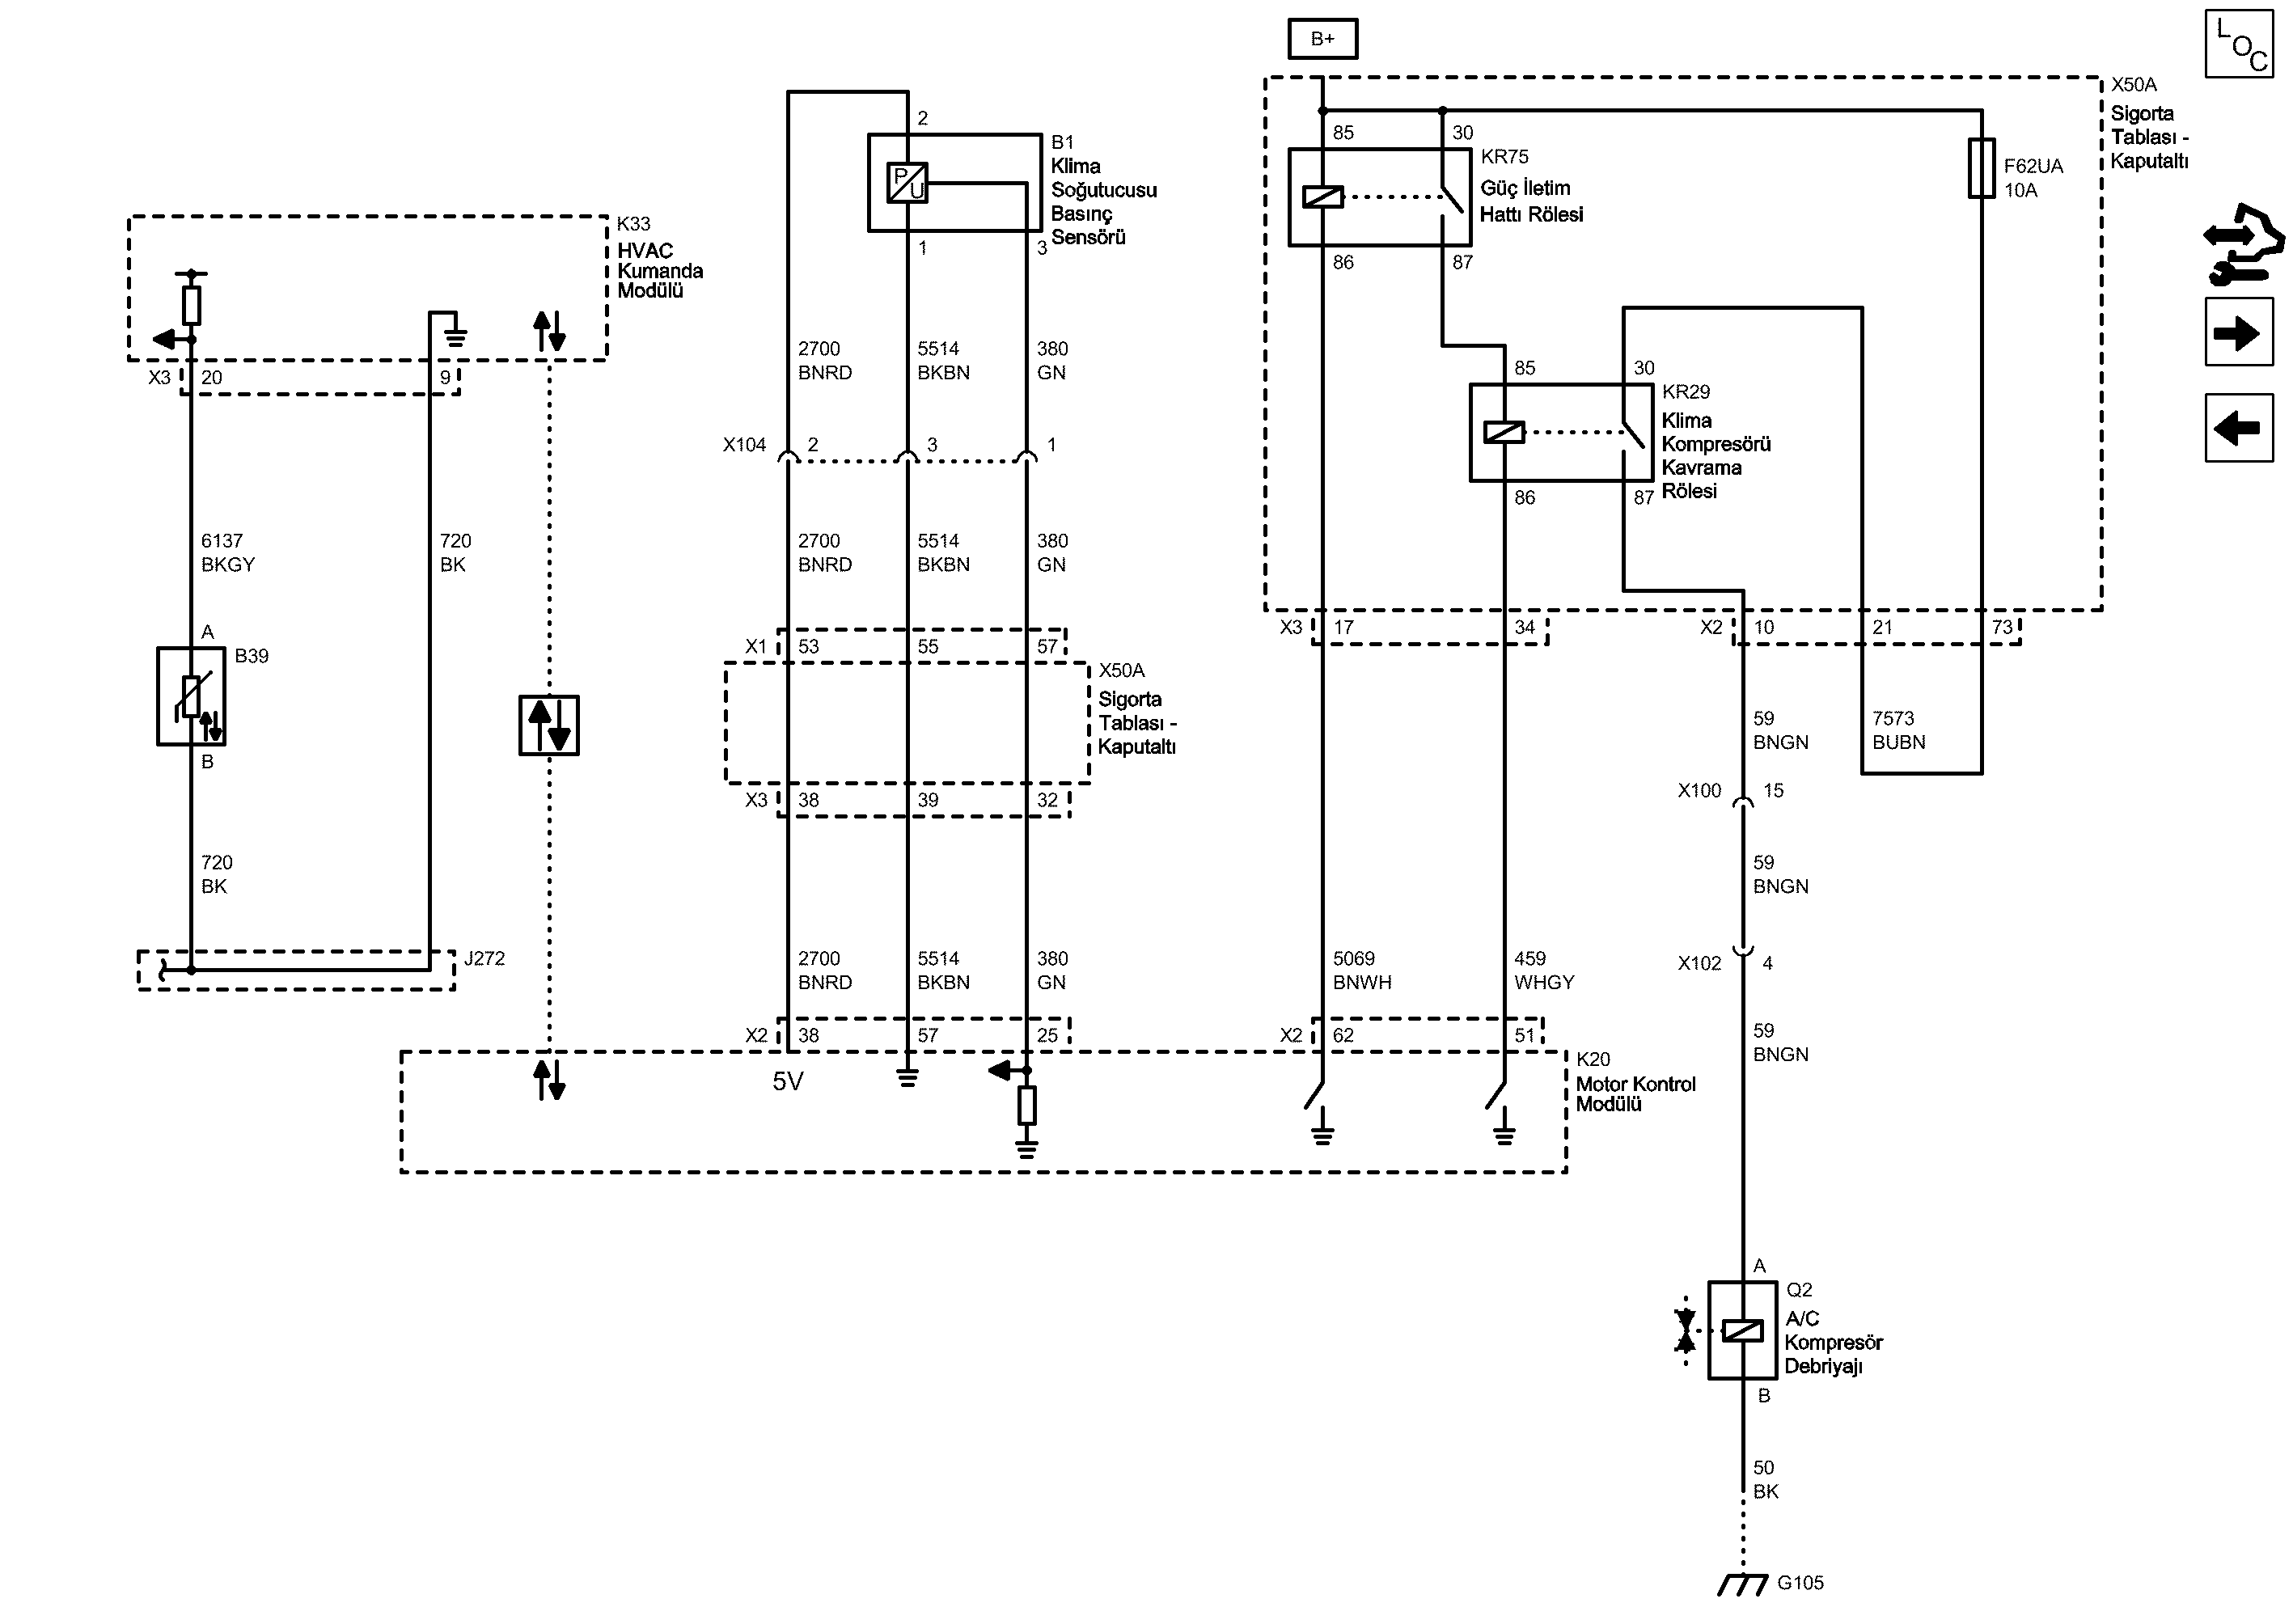 B+
LOC
X50A
Sigorta
Tablası -
Kaputaltı
2
B1
Klima
Soğutucusu
Basınç
Sensörü
1
3
85
30
KR75
Güç İletim
Hattı Rölesi
86
87
F62UA
10A
K33
HVAC
Kumanda
Modülü
P
U
X3
20
9
2700
BNRD
5514
BKBN
380
GN
85
30
KR29
Klima
Kompresörü
Kavrama
Rölesi
86
87
X104
2
3
1
6137
BKGY
720
BK
2700
BNRD
5514
BKBN
380
GN
X3
17
34
X2
10
21
73
A
B39
B
X1
53
55
57
X50A
Sigorta
Tablası -
Kaputaltı
X3
38
39
32
59
BNGN
7573
BUBN
X100
15
720
BK
59
BNGN
J272
2700
BNRD
5514
BKBN
380
GN
5069
BNWH
459
WHGY
X102
4
X2
38
57
25
X2
62
51
5V
K20
Motor Kontrol
Modülü
59
BNGN
A
Q2
A/C
Kompresör
Debriyajı
B
50
BK
G105